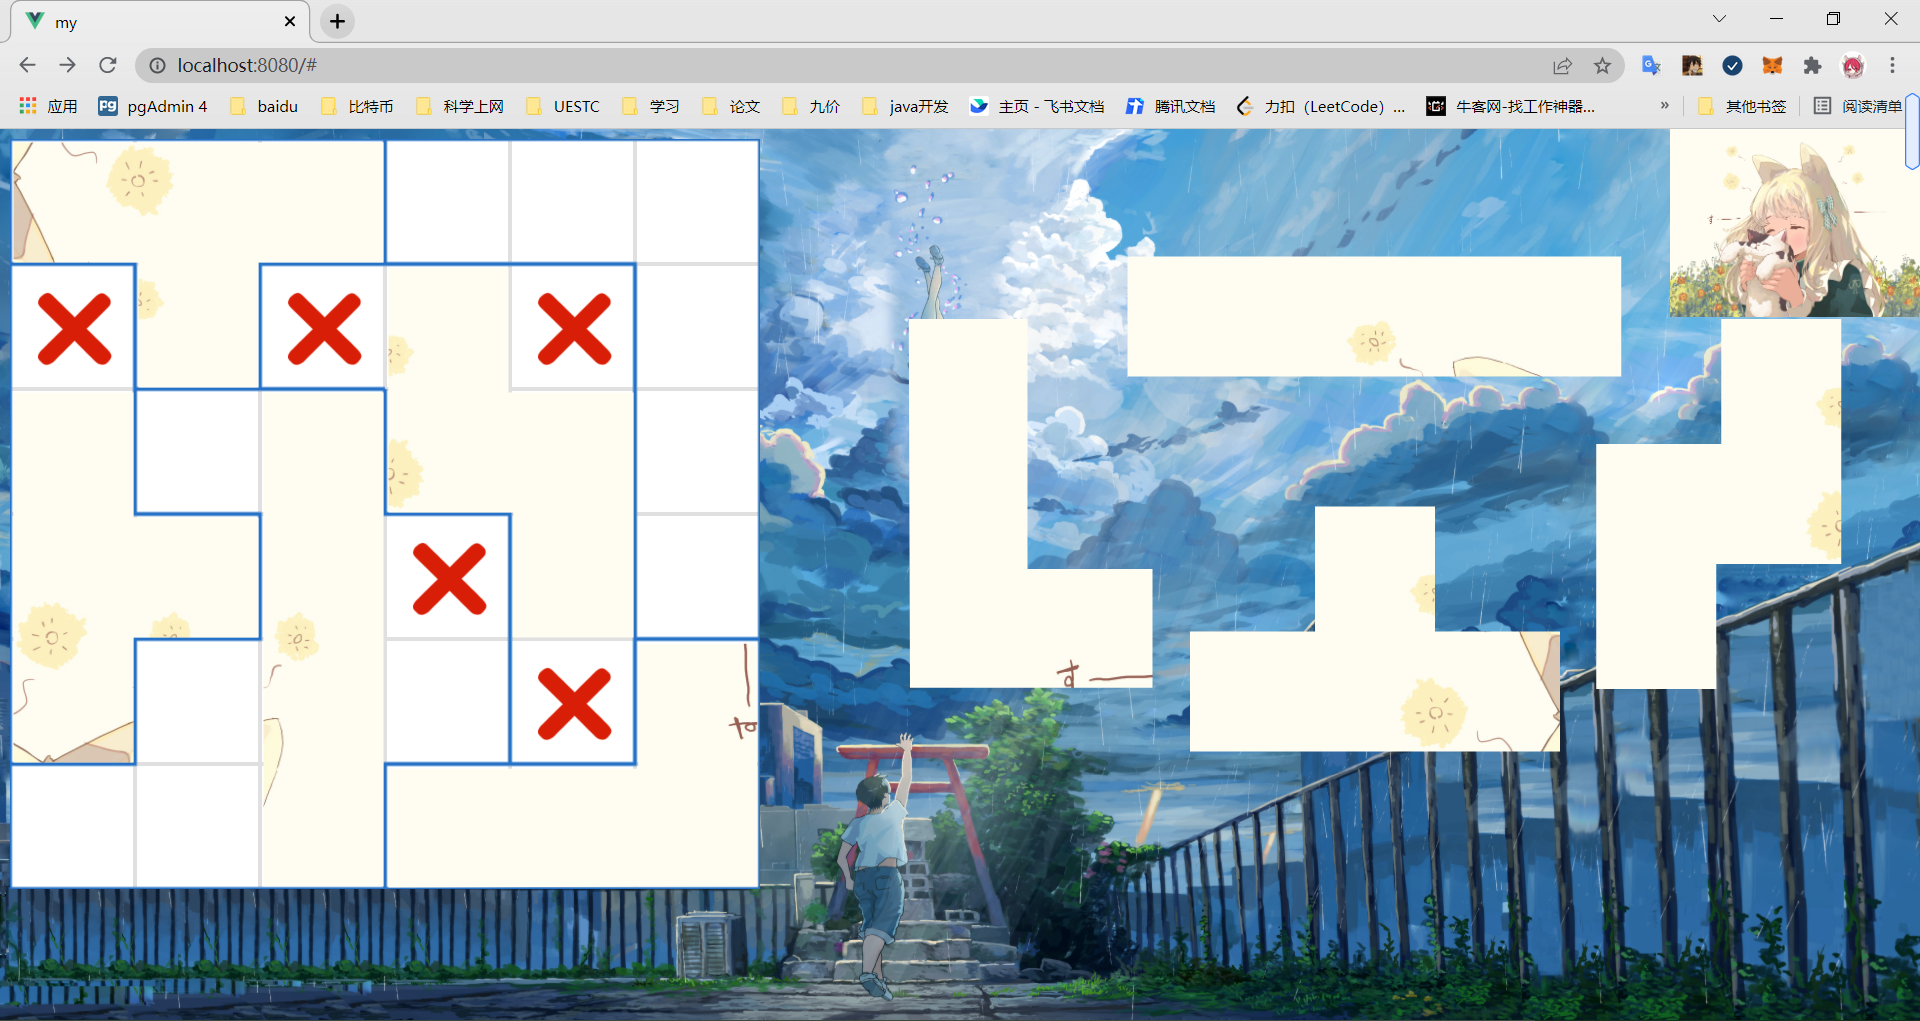 my
localhost:8080/#
应用 pgAdmin 4 baidu 比特币 科学上网 UESTC 学习 论文 九价 java开发 主页 - 飞书文档 腾讯文档 力扣（LeetCode）... 牛客网-找工作神器... » 其他书签 阅读清单